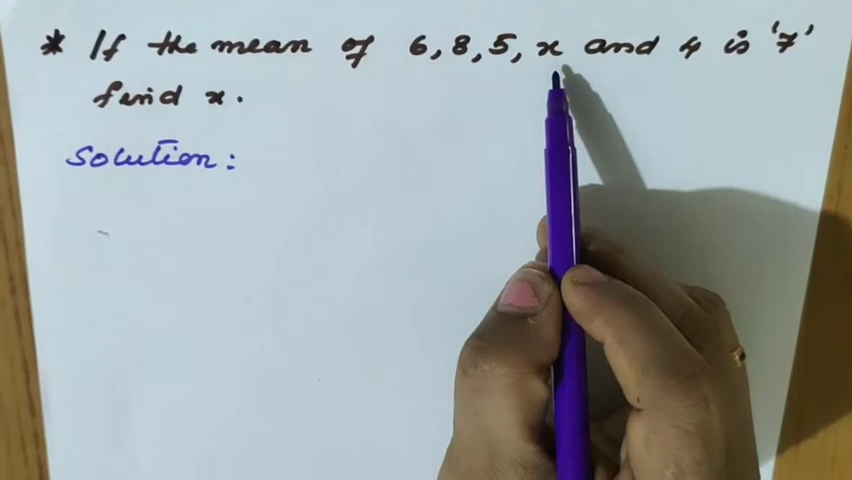 * If the mean of 6, 8, 5, x and 4 is '7'
find x.
Solution: